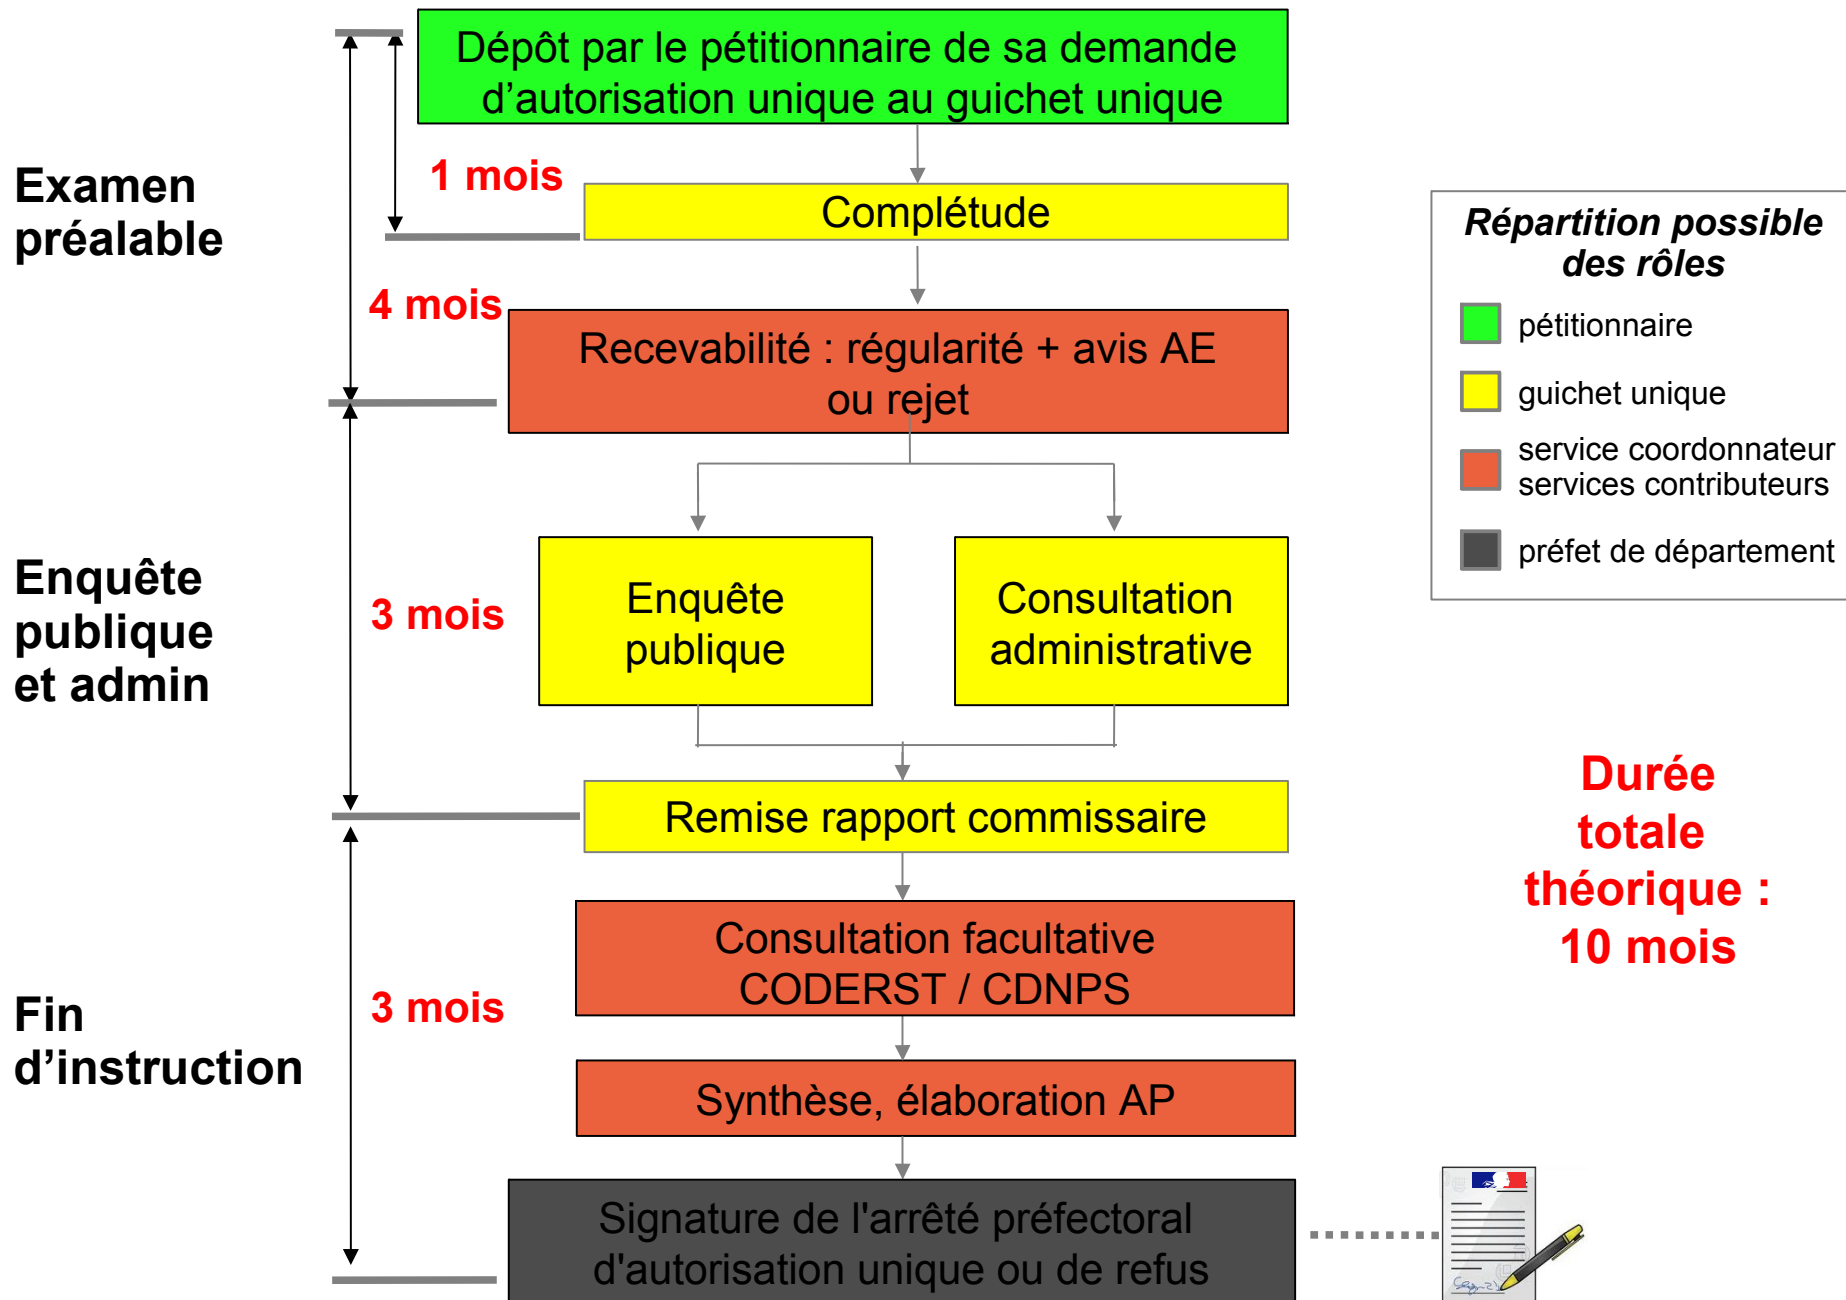 Dépôt par le pétitionnaire de sa demande
d’autorisation unique au guichet unique
Examen
préalable
1 mois
Complétude
4 mois
Recevabilité : régularité + avis AE
ou rejet
Répartition possible
des rôles
pétitionnaire
guichet unique
service coordonnateur
services contributeurs
préfet de département
Enquête
publique
et admin
3 mois
Enquête
publique
Consultation
administrative
Remise rapport commissaire
Durée
totale
théorique :
10 mois
Fin
d’instruction
3 mois
Consultation facultative
CODERST / CDNPS
Synthèse, élaboration AP
Signature de l'arrêté préfectoral
d'autorisation unique ou de refus